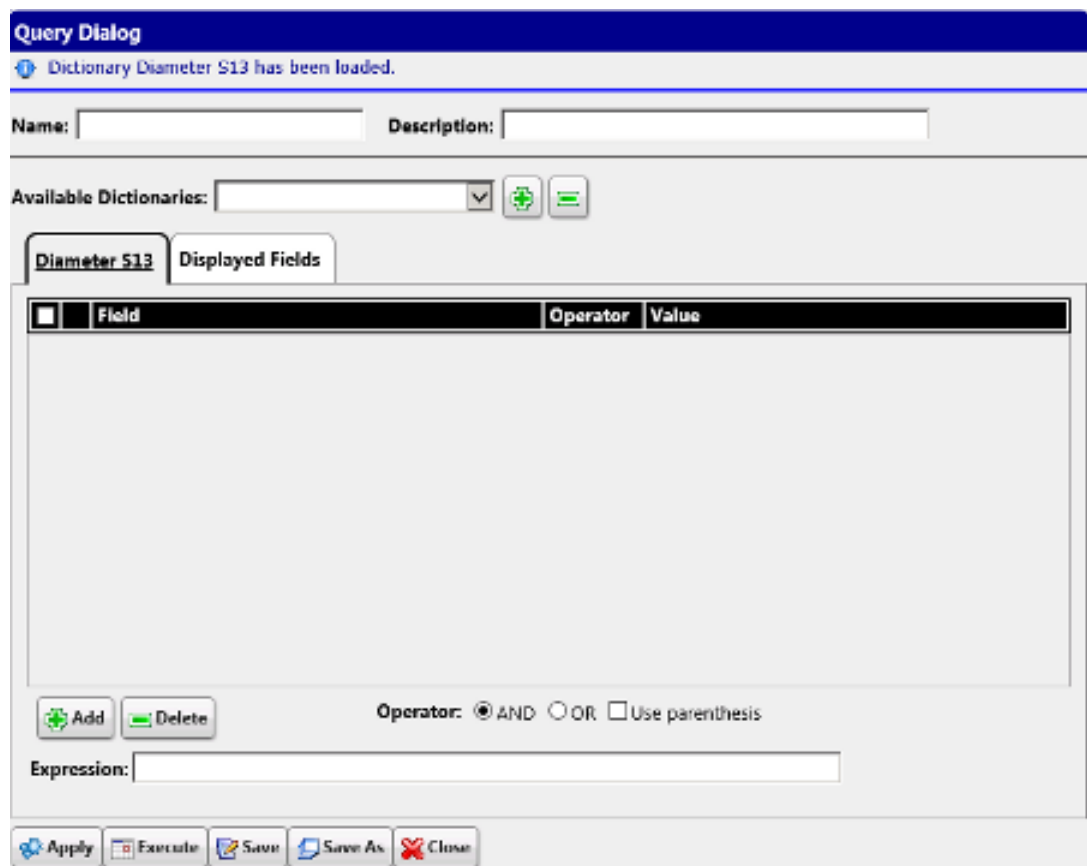 Query Dialog
Dictionary Diameter S13 has been loaded.
Name: Description:
Available Dictionaries:
Diameter S13 Displayed Fields
Field Operator Value
Add Delete Operator: AND OR Use parenthesis
Expression:
Apply Execute Save Save As Close